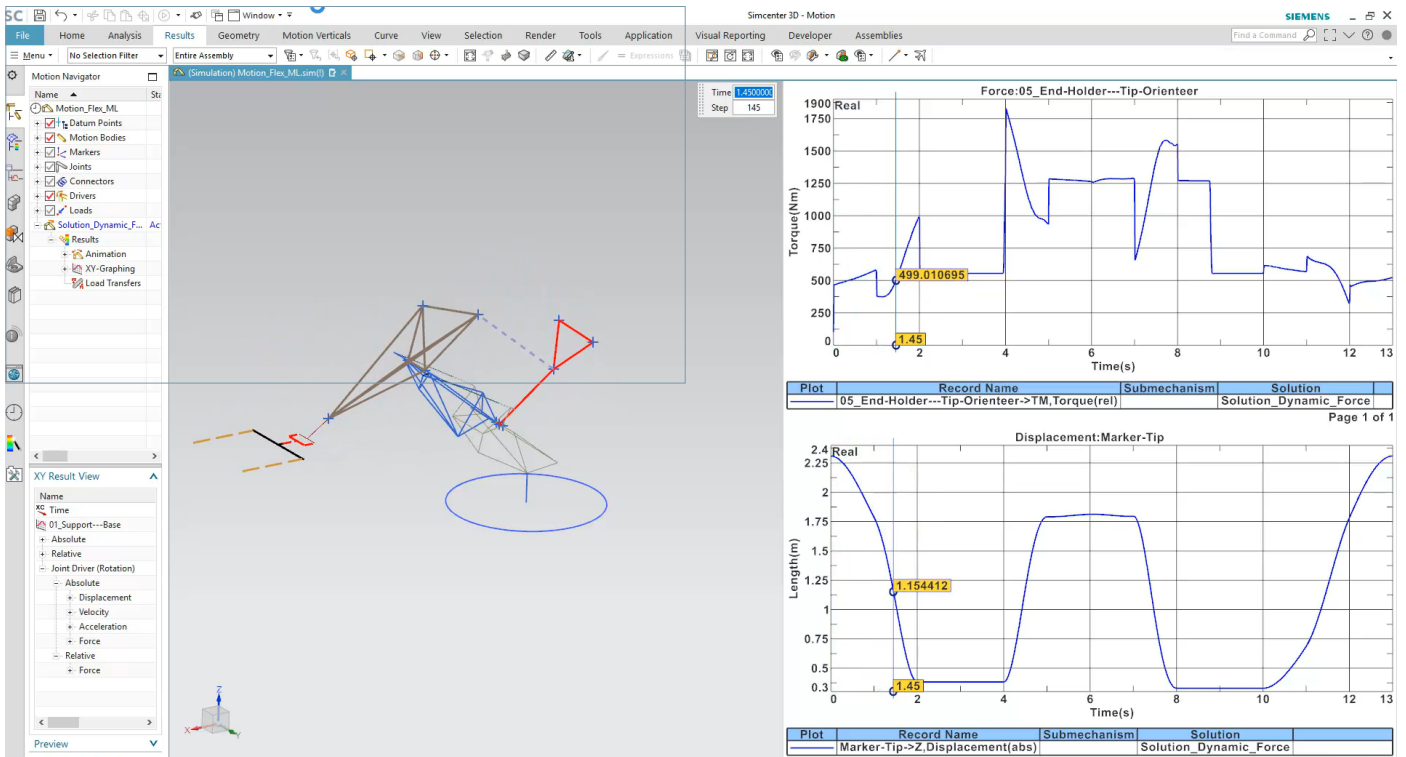 SC
Window
Simcenter 3D - Motion
SIEMENS
File
Home
Analysis
Results
Geometry
Motion Verticals
Curve
View
Selection
Render
Tools
Application
Visual Reporting
Developer
Assemblies
Find a Command
Menu
No Selection Filter
Entire Assembly
= Expressions
Motion Navigator
(Simulation) Motion_Flex_ML.sim(!)
Name
Sta
Motion_Flex_ML
Datum Points
Motion Bodies
Markers
Joints
Connectors
Drivers
Loads
Solution_Dynamic_F... Ac
Results
Animation
XY-Graphing
Load Transfers
XY Result View
Name
XC Time
01_Support---Base
Absolute
Relative
Joint Driver (Rotation)
Absolute
Displacement
Velocity
Acceleration
Force
Relative
Force
Preview
Time 1.4500000
Step 145
Z
X
Y
Force:05_End-Holder---Tip-Orienteer
Real
1900
1750
1500
1250
1000
750
500
250
0
Torque(Nm)
499.010695
1.45
0 2 4 6 8 10 12 13
Time(s)
Plot Record Name Submechanism Solution
05_End-Holder---Tip-Orienteer->TM,Torque(rel) Solution_Dynamic_Force
Page 1 of 1
Displacement:Marker-Tip
Real
2.4
2.25
2
1.75
1.5
1.25
1
0.75
0.5
0.3
Length(m)
1.154412
1.45
0 2 4 6 8 10 12 13
Time(s)
Plot Record Name Submechanism Solution
Marker-Tip->Z,Displacement(abs) Solution_Dynamic_Force